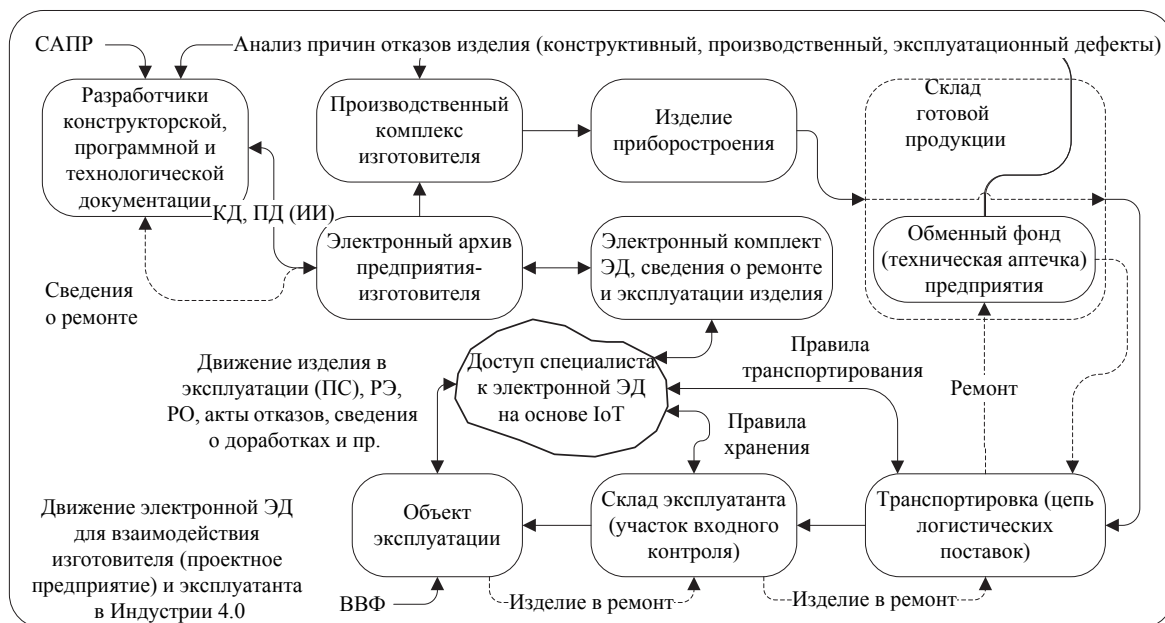 САПР
Анализ причин отказов изделия (конструктивный, производственный, эксплуатационный дефекты)
Разработчики
конструкторской,
программной и
технологической
документации
Производственный
комплекс
изготовителя
Изделие
приборостроения
Склад
готовой
продукции
КД, ПД (ИИ)
Электронный архив
предприятия-
изготовителя
Электронный комплект
ЭД, сведения о ремонте
и эксплуатации изделия
Обменный фонд
(техническая аптечка)
предприятия
Сведения
о ремонте
Движение изделия в
эксплуатации (ПС), РЭ,
РО, акты отказов, сведения
о доработках и пр.
Доступ специалиста
к электронной ЭД
на основе IoT
Правила
транспортирования
Ремонт
Правила
хранения
Движение электронной ЭД
для взаимодействия
изготовителя (проектное
предприятие) и эксплуатанта
в Индустрии 4.0
Объект
эксплуатации
Склад эксплуатанта
(участок входного
контроля)
Транспортировка (цепь
логистических
поставок)
ВВФ
Изделие в ремонт
Изделие в ремонт